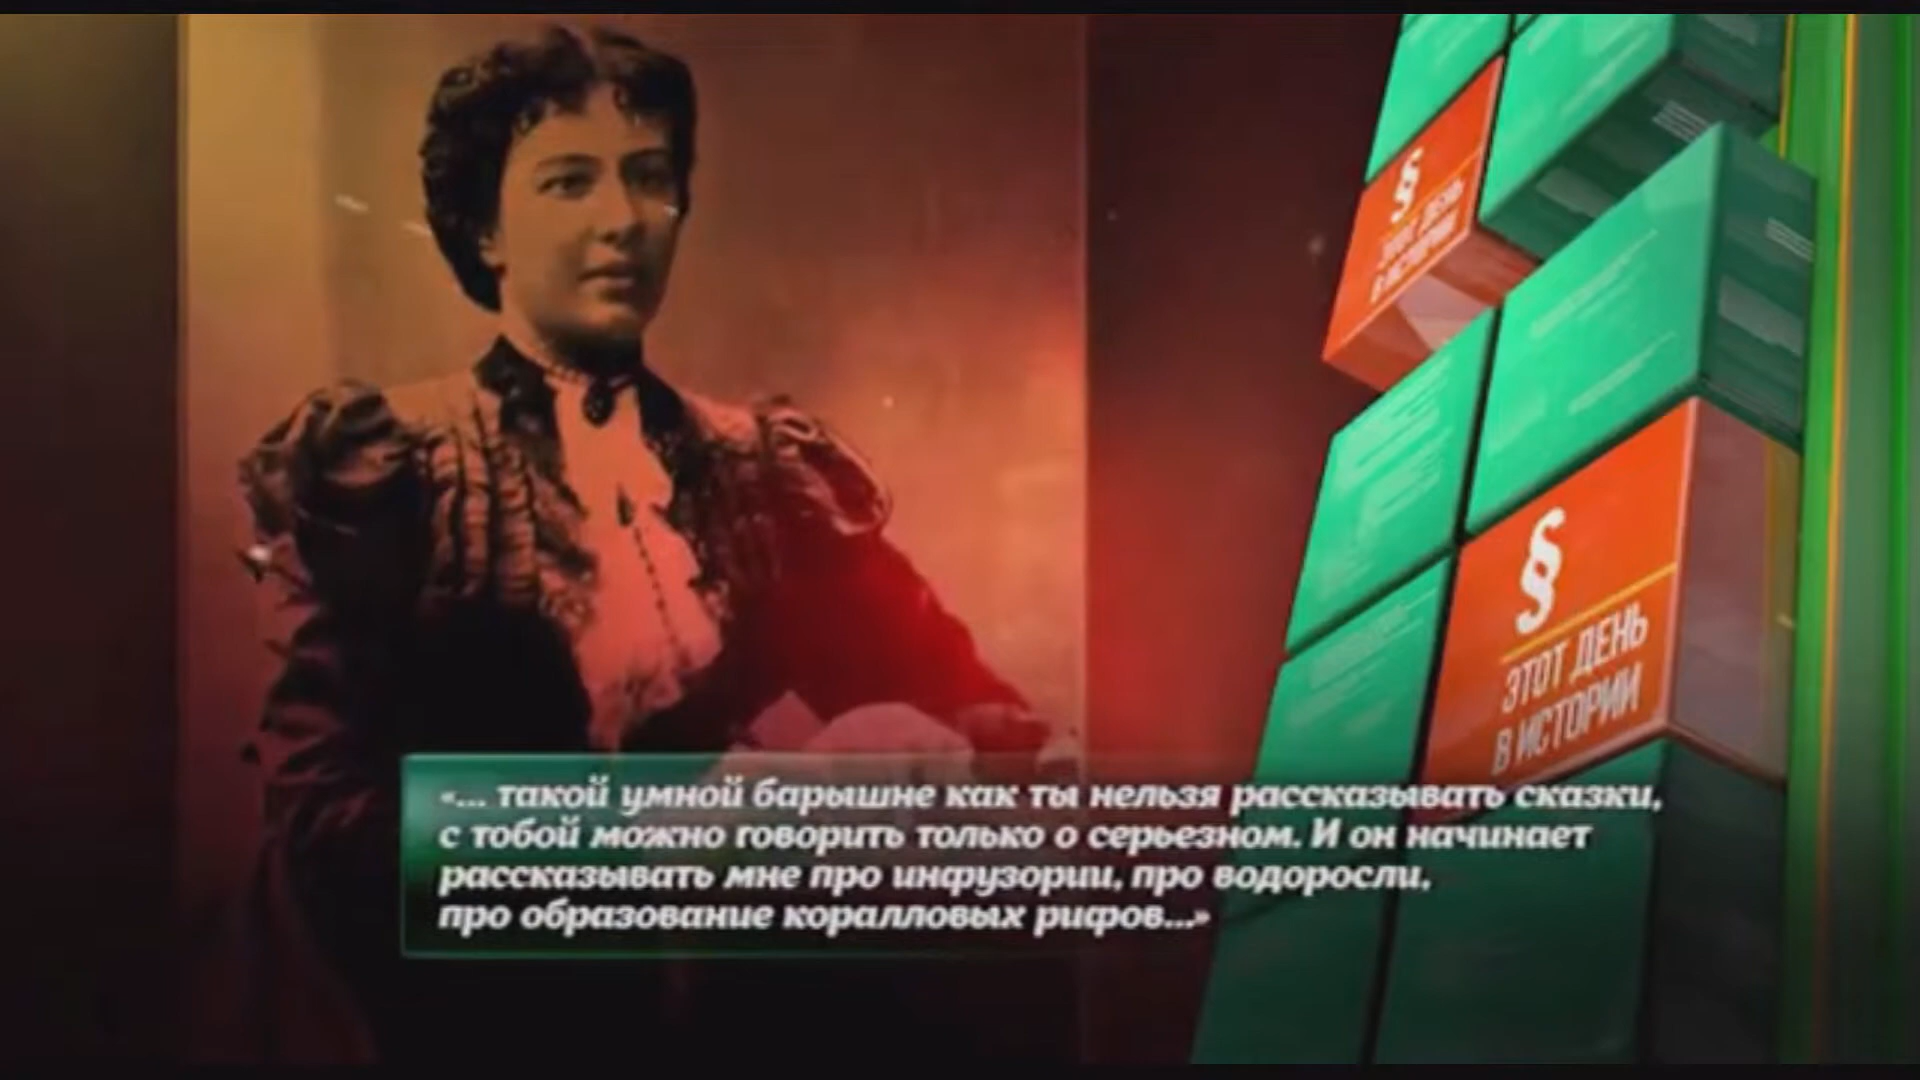 §
ЭТОТ ДЕНЬ
В ИСТОРИИ
§
ЭТОТ ДЕНЬ
В ИСТОРИИ
«... такой умной барышне как ты нельзя рассказывать сказки,
с тобой можно говорить только о серьезном. И он начинает
рассказывать мне про инфузории, про водоросли,
про образование коралловых рифов...»